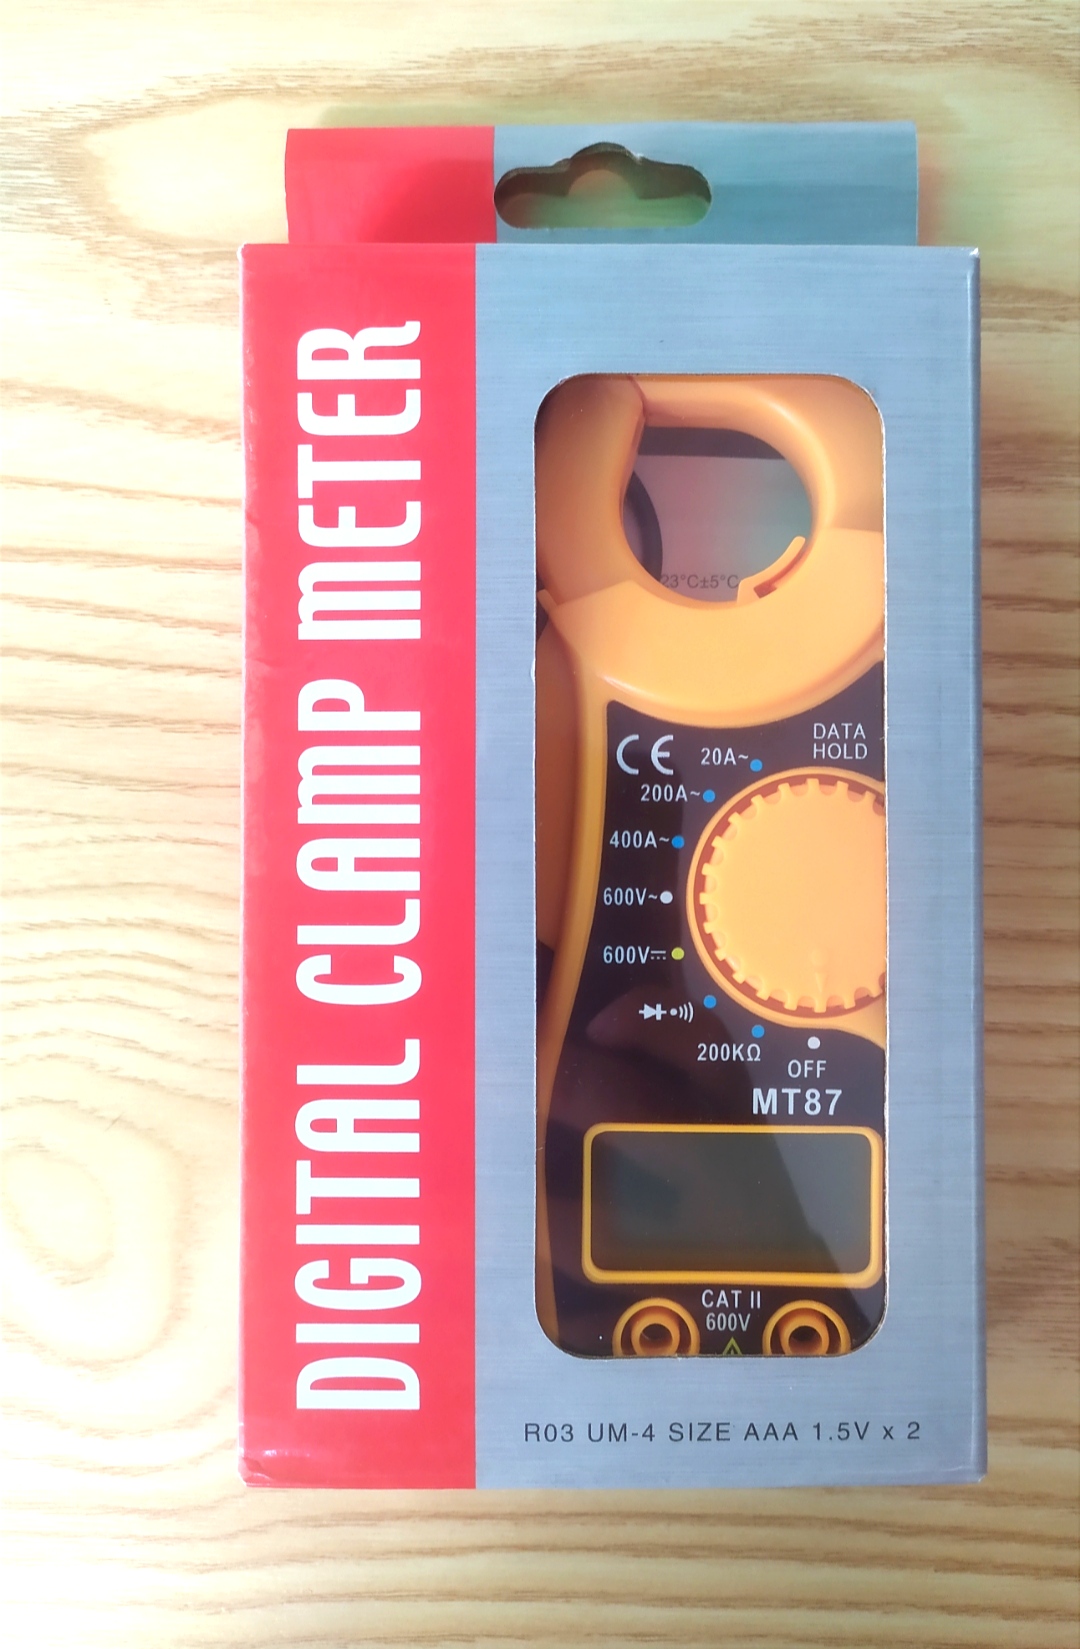 DIGITAL CLAMP METER
23°C±5°C
DATA
HOLD
CE
20A~
200A~
400A~
600V~
600V⎓
200KΩ
OFF
MT87
CAT II
600V
R03 UM-4 SIZE AAA 1.5V x 2